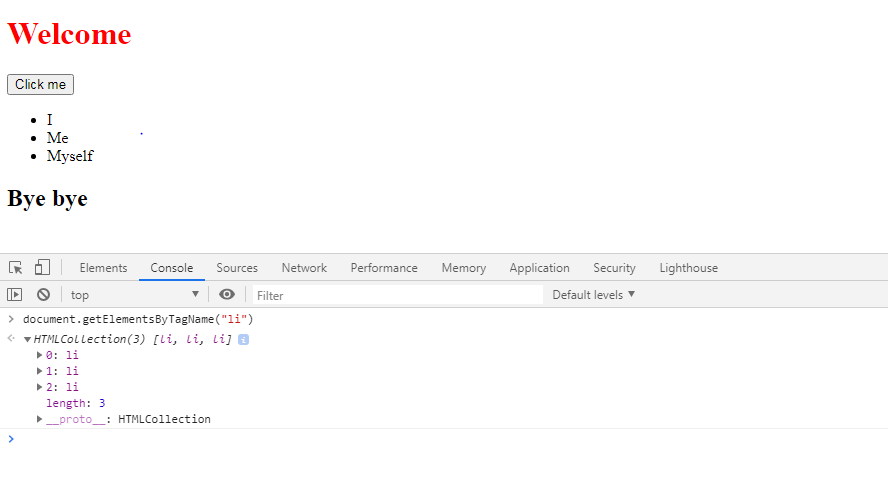 Welcome
Click me
I
Me
Myself
Bye bye
Elements Console Sources Network Performance Memory Application Security Lighthouse
top Filter Default levels
document.getElementsByTagName("li")
HTMLCollection(3) [li, li, li]
0: li
1: li
2: li
length: 3
__proto__: HTMLCollection